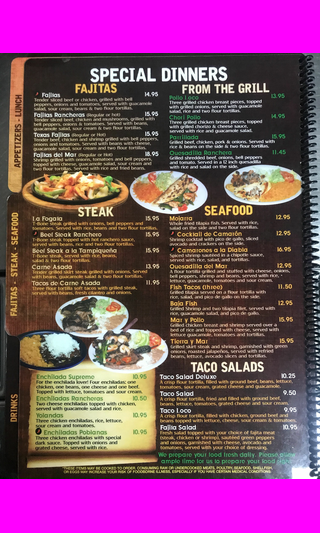 SPECIAL DINNERS
FAJITAS
Fajitas 14.95
Tender sliced beef or chicken, grilled with bell
peppers, onions and tomatoes, served with guacamole
salad, sour cream, beans & two flour tortillas.
Fajitas Rancheras (Regular or Hot) 15.95
Tender sliced beef, chicken and mushrooms, grilled with
bell peppers, onions & tomatoes. Served with beans,
guacamole salad, sour cream & two flour tortillas.
Texas Fajitas (Regular or Hot) 15.95
Tender beef, chicken and shrimp grilled with bell peppers
onions and tomatoes. Served with beans with cheese,
salad, sour cream & two flour tortillas.
Fajitas del Mar (Regular or Hot) 15.95
Shrimp grilled with onions, tomatoes and bell peppers,
topped with cheese, guacamole salad, sour cream and
two flour tortillas. Served with rice and fried beans.
FROM THE GRILL
Pollo Loco 13.95
Three grilled chicken breast pieces, topped
with grilled onions, served with guacamole
salad, rice and two flour tortillas.
Chori Pollo 14.95
Three grilled chicken breast pieces, topped
with grilled chorizo & cheese sauce,
served with rice and guacamole salad.
Parrillada 15.95
Grilled beef, chicken, pork & onions. Served with
rice & beans on the side & two flour tortillas.
Quesadilla Ranchera 11.45
Grilled shredded beef, onions, bell peppers
and tomato. Served in a 12 inch quesadilla
with rice and salad on the side.
APPETIZERS - LUNCH
FAJITAS - STEAK - SEAFOOD
DRINKS
STEAK
La Fogata 15.95
T-Bone Steak grilled with onions, bell peppers and
tomatoes. Served with rice, beans & two flour tortillas.
Beef Steak Ranchero 15.95
T-Bone steak topped with hot ranchero sauce,
served with beans, rice and two flour tortillas.
Beef Steak a la Tampico 15.95
T-Bone steak, served with rice, beans,
salad & two flour tortillas.
Carne Asada 13.95
Tender grilled skirt steak grilled with onions. Served
with beans, guacamole salad & two flour tortillas.
Tacos de Carne Asada 11.95
Three flour tortilla soft tacos with grilled steak,
served with beans, fresh cilantro and onions.
SEAFOOD
Mojarra 12.95
Whole fried tilapia fish. Served with rice,
salad on the side and two flour tortillas.
Cocktail de Camarón 12.95
Shrimp cocktail with pico de gallo, sliced
avocado and crackers on the side.
Camarones a la Diabla 16.95
Jumbo shrimp sautéed in a chipotle sauce,
served with rice, salad, and tortillas.
Quesadilla del Mar 12.95
A flour tortilla grilled and stuffed with cheese, onions,
bell peppers, shrimp and beans, served with rice,
lettuce, guacamole, tomatoes and sour cream.
Fish Tacos (three) 11.50
Grilled tilapia served on a flour tortilla with
rice, salad, and pico de gallo on the side.
Baja Fish 12.95
Grilled Shrimp and two tilapia filet, served with
rice, guacamole salad, and pico de gallo.
Mar y Pollo 15.95
Grilled chicken breast and shrimp served over a
bed of rice and topped with cheese, served with
lettuce, tomatoes and guacamole.
Tierra y Mar 15.95
Grilled skirt steak and shrimp, garnished with green
onions, roasted jalapeños, served with refried
beans, lettuce, avocado slices and tortillas.
Enchilada Supremo 10.95
For the enchilada lover! Four enchiladas: one
chicken, one beans, one cheese and one beef.
Topped with lettuce, tomatoes and sour cream.
Enchiladas Rancheras 10.50
Two cheese enchiladas topped with chicken,
served with guacamole salad and rice.
Yolandas 10.95
Three chicken enchiladas, rice, lettuce,
sour cream and tomatoes.
Enchiladas Poblanas 10.95
Three chicken enchiladas with special
dark sauce. Topped with onions and
grated cheese, served with rice.
TACO SALADS
Taco Salad Deluxe 10.25
A crisp flour tortilla, filled with ground beef, beans, lettuce,
tomatoes, sour cream, grated cheese and guacamole.
Taco Salad 9.50
A crisp flour tortilla, fried and filled with ground beef,
beans, lettuce, tomatoes, grated cheese and sour cream.
Taco Loco 9.95
A crisp flour tortilla, filled with chicken, ground beef,
beans and topped with lettuce, tomatoes, grated
cheese and sour cream.
Fajita Salad 10.95
Fresh salad topped with your choice of fajita meat
(steak, chicken or shrimp), sautéed green peppers
and onions, garnished with cheese, avocado and
tomatoes, served with your choice of dressing.
We prepare your food fresh daily. Please give
ample time for us to prepare your food
THESE ITEMS MAY BE COOKED TO ORDER. CONSUMING RAW OR UNDERCOOKED MEATS, POULTRY, SEAFOOD, SHELLFISH,
OR EGGS MAY INCREASE YOUR RISK OF FOODBORNE ILLNESS, ESPECIALLY IF YOU HAVE CERTAIN MEDICAL CONDITIONS.